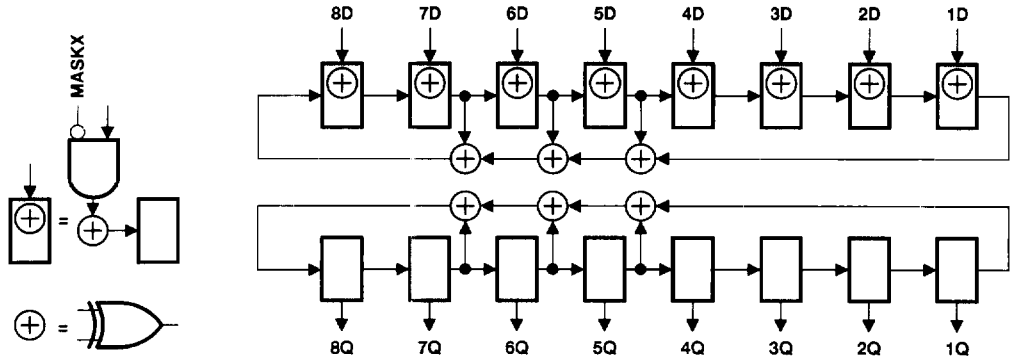 8D 7D 6D 5D 4D 3D 2D 1D
MASKX
=
=
8Q 7Q 6Q 5Q 4Q 3Q 2Q 1Q